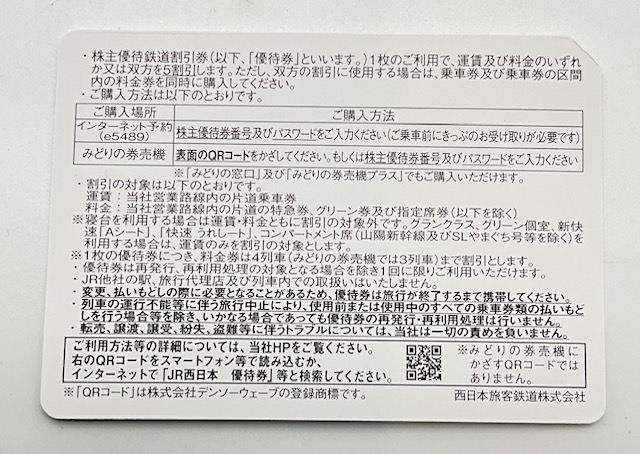 ・株主優待鉄道割引券(以下、「優待券」といいます。)1枚のご利用で、運賃及び料金のいずれ
か又は双方を5割引します。ただし、双方の割引に使用する場合は、乗車券及び乗車券の区間
内の料金券を同時に購入してください。
・ご購入方法は以下のとおりです。
ご購入場所 ご購入方法
インターネット予約(e5489) 株主優待券番号及びパスワードをご入力ください(ご乗車前にきっぷのお受け取りが必要です)
みどりの券売機 表面のQRコードをかざしてください。もしくは株主優待券番号及びパスワードをご入力ください
※「みどりの窓口」及び「みどりの券売機プラス」でもご購入いただけます。
・割引の対象は以下のとおりです。
運賃:当社営業路線内の片道乗車券
料金:当社営業路線内の特急券、グリーン券及び指定席券(以下を除く)
※寝台を利用する場合は運賃・料金ともに割引の対象外です。グランクラス、グリーン個室、新快
速「Aシート」、「快速 うれしート」、コンパートメント席(山陽新幹線及びSLやまぐち号等を除く)を
利用する場合は、運賃のみを割引の対象とします。
※1枚の優待券につき、料金券は4列車(みどりの券売機では3列車)まで割引とします。
・優待券は再発行、再利用処理の対象となる場合を除き1回に限りご利用いただけます。
・JR他社の駅、旅行代理店及び列車内での取扱いはいたしません。
・変更、払いもどしの際に必要となることがあるため、優待券は旅行が終了するまで携帯してください。
・列車の運行不能等に伴う旅行中止により、使用前または使用中のすべての乗車券類の払いもど
しを行う場合等を除き、いかなる場合であっても優待券の再発行・再利用処理は行いません。
・転売、譲渡、譲受、紛失、盗難等に伴うトラブルについては、当社は一切の責を負いません。
ご利用方法等の詳細については、当社HPをご覧ください。
右のQRコードをスマートフォン等で読み込むか、
インターネットで「JR西日本 優待券」等と検索してください。
※みどりの券売機に
かざすQRコードでは
ありません。
※「QRコード」は株式会社デンソーウェーブの登録商標です。
西日本旅客鉄道株式会社